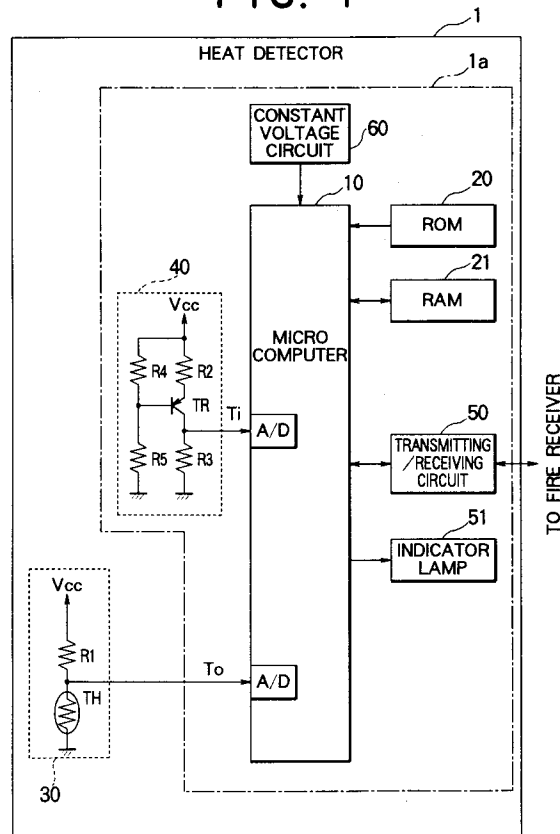 FIG. 1
1
HEAT DETECTOR
1a
CONSTANT
VOLTAGE
CIRCUIT
60
10
20
ROM
40
21
RAM
Vcc
MICRO
COMPUTER
R4
R2
TR
Ti
A/D
50
TRANSMITTING
/RECEIVING
CIRCUIT
R5
R3
TO FIRE RECEIVER
51
INDICATOR
LAMP
Vcc
R1
To
A/D
TH
30